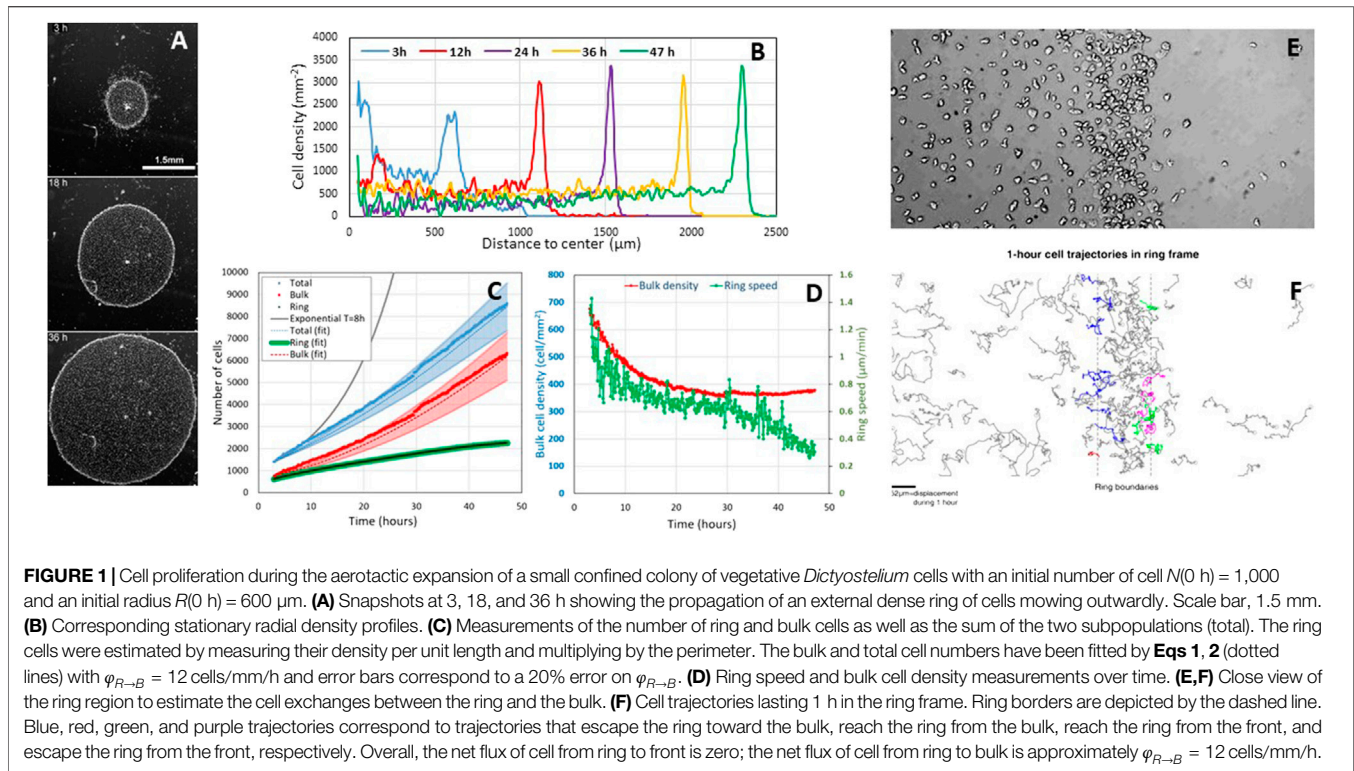 3 h
A
1.5mm
18 h
36 h
B
3h 12h 24 h 36 h 47 h
4000
3500
3000
2500
2000
1500
1000
500
0
Cell density (mm⁻²)
0 500 1000 1500 2000 2500
Distance to center (µm)
C
Total
Bulk
Ring
Exponential T=8h
Total (fit)
Ring (fit)
Bulk (fit)
10000
9000
8000
7000
6000
5000
4000
3000
2000
1000
0
Number of cells
0 10 20 30 40 50
Time (hours)
D
Bulk density Ring speed
800
700
600
500
400
300
200
100
0
Bulk cell density (cell/mm²)
1.6
1.4
1.2
1
0.8
0.6
0.4
0.2
0
Ring speed (µm/min)
0 10 20 30 40 50
Time (hours)
E
1-hour cell trajectories in ring frame
F
=displacement
during 1 hour
Ring boundaries
FIGURE 1 | Cell proliferation during the aerotactic expansion of a small confined colony of vegetative Dictyostelium cells with an initial number of cell N(0 h) = 1,000
and an initial radius R(0 h) = 600 µm. (A) Snapshots at 3, 18, and 36 h showing the propagation of an external dense ring of cells mowing outwardly. Scale bar, 1.5 mm.
(B) Corresponding stationary radial density profiles. (C) Measurements of the number of ring and bulk cells as well as the sum of the two subpopulations (total). The ring
cells were estimated by measuring their density per unit length and multiplying by the perimeter. The bulk and total cell numbers have been fitted by Eqs 1, 2 (dotted
lines) with φR→B = 12 cells/mm/h and error bars correspond to a 20% error on φR→B. (D) Ring speed and bulk cell density measurements over time. (E,F) Close view of
the ring region to estimate the cell exchanges between the ring and the bulk. (F) Cell trajectories lasting 1 h in the ring frame. Ring borders are depicted by the dashed line.
Blue, red, green, and purple trajectories correspond to trajectories that escape the ring toward the bulk, reach the ring from the bulk, reach the ring from the front, and
escape the ring from the front, respectively. Overall, the net flux of cell from ring to front is zero; the net flux of cell from ring to bulk is approximately φR→B = 12 cells/mm/h.